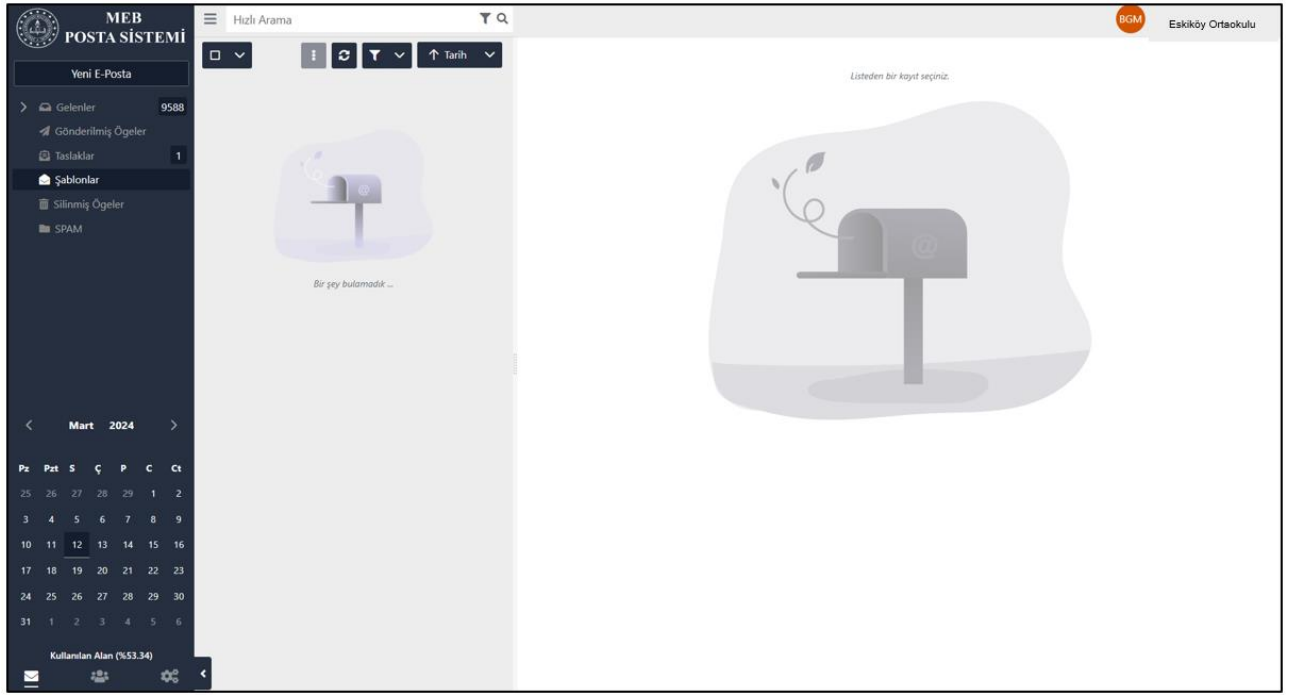 MEB
POSTA SİSTEMİ
Yeni E-Posta
Gelenler 9588
Gönderilmiş Ögeler
Taslaklar 1
Şablonlar
Silinmiş Ögeler
SPAM
Mart 2024
Pz Pzt S Ç P C Ct
25 26 27 28 29 1 2
3 4 5 6 7 8 9
10 11 12 13 14 15 16
17 18 19 20 21 22 23
24 25 26 27 28 29 30
31 1 2 3 4 5 6
Kullanılan Alan (%53.34)
Hızlı Arama
Tarih
Bir şey bulamadık ...
BGM Eskiköy Ortaokulu
Listeden bir kayıt seçiniz.
@
@